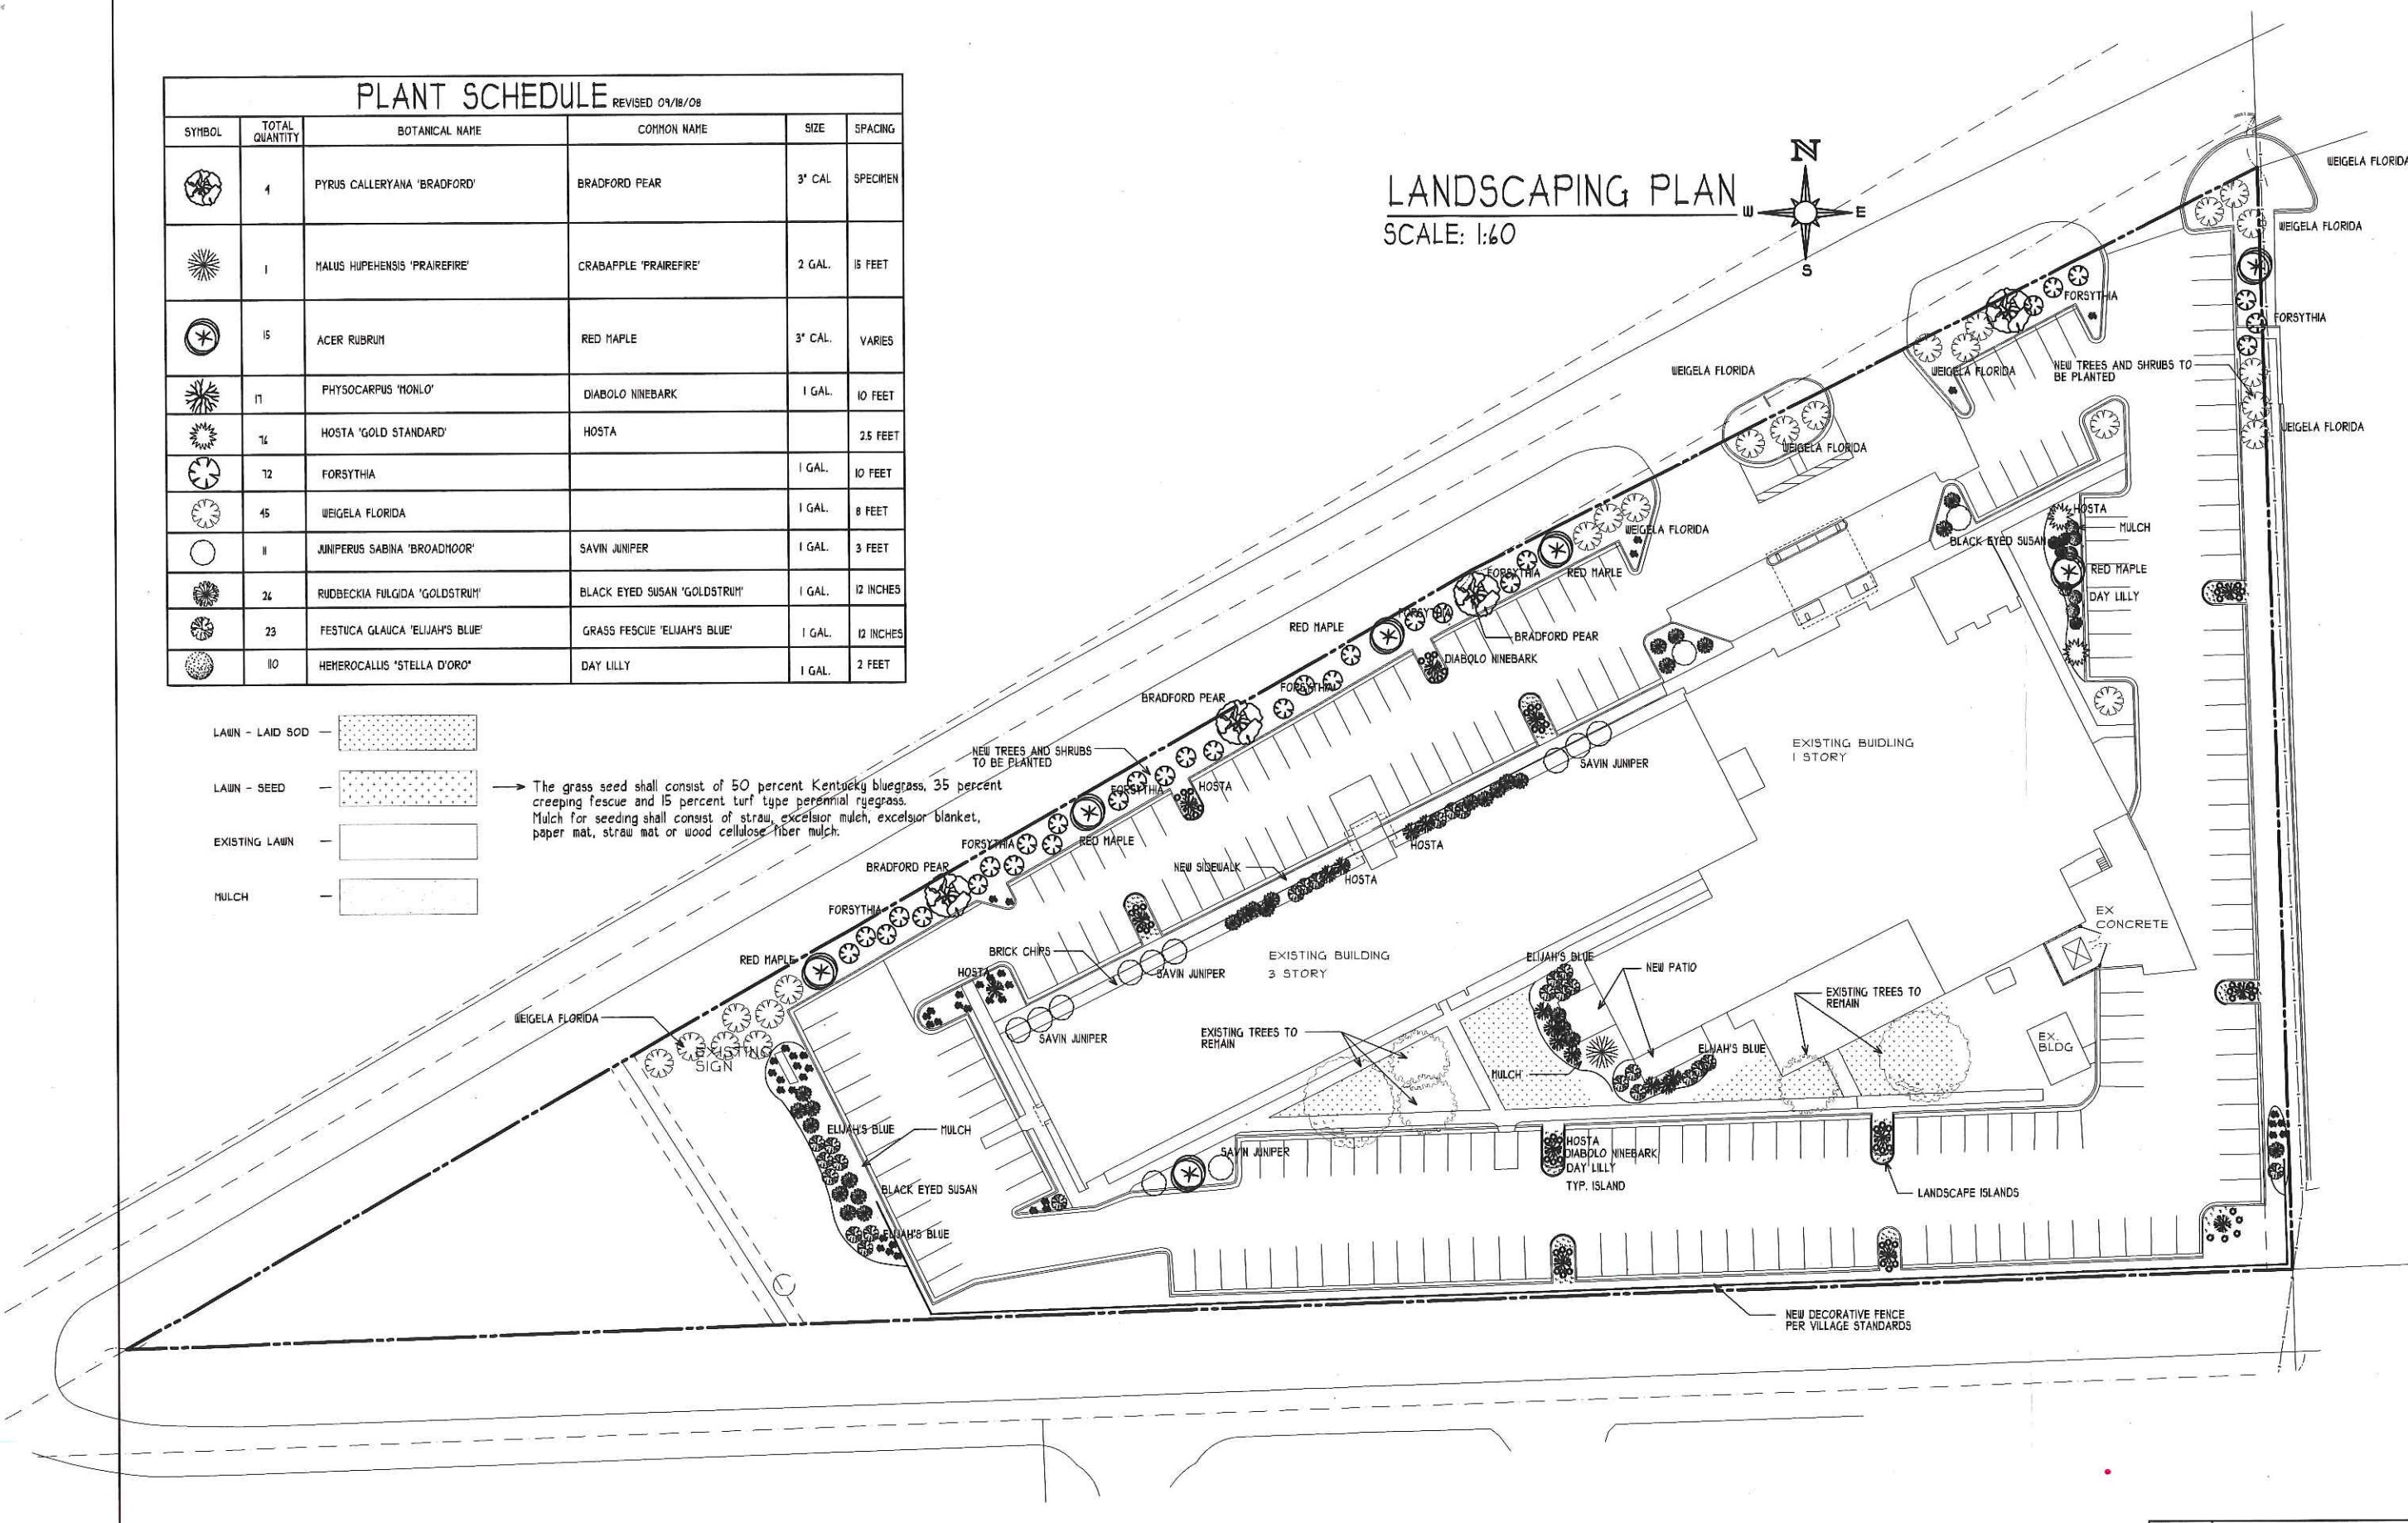 PLANT SCHEDULE REVISED 09/18/08
SYMBOL TOTAL QUANTITY BOTANICAL NAME COMMON NAME SIZE SPACING
4 PYRUS CALLERYANA 'BRADFORD' BRADFORD PEAR 3" CAL SPECIMEN
1 MALUS HUPEHENSIS 'PRAIREFIRE' CRABAPPLE 'PRAIREFIRE' 2 GAL. 15 FEET
15 ACER RUBRUM RED MAPLE 3" CAL. VARIES
17 PHYSOCARPUS 'MONLO' DIABOLO NINEBARK 1 GAL. 10 FEET
76 HOSTA 'GOLD STANDARD' HOSTA 2.5 FEET
72 FORSYTHIA 1 GAL. 10 FEET
45 WEIGELA FLORIDA 1 GAL. 8 FEET
11 JUNIPERUS SABINA 'BROADMOOR' SAVIN JUNIPER 1 GAL. 3 FEET
26 RUDBECKIA FULGIDA 'GOLDSTRUM' BLACK EYED SUSAN 'GOLDSTRUM' 1 GAL. 12 INCHES
23 FESTUCA GLAUCA 'ELIJAH'S BLUE' GRASS FESCUE 'ELIJAH'S BLUE' 1 GAL. 12 INCHES
110 HEMEROCALLIS "STELLA D'ORO" DAY LILLY 1 GAL. 2 FEET
LAWN - LAID SOD
LAWN - SEED
The grass seed shall consist of 50 percent Kentucky bluegrass, 35 percent
creeping fescue and 15 percent turf type perennial ryegrass.
Mulch for seeding shall consist of straw, excelsior mulch, excelsior blanket,
paper mat, straw mat or wood cellulose fiber mulch.
EXISTING LAWN
MULCH
LANDSCAPING PLAN
SCALE: 1:60
N
W
E
S
WEIGELA FLORIDA
WEIGELA FLORIDA
FORSYTHIA
FORSYTHIA
NEW TREES AND SHRUBS TO
BE PLANTED
WEIGELA FLORIDA
WEIGELA FLORIDA
WEIGELA FLORIDA
WEIGELA FLORIDA
HOSTA
MULCH
BLACK EYED SUSAN
RED MAPLE
DAY LILLY
WEIGELA FLORIDA
FORSYTHIA
RED MAPLE
FORSYTHIA
RED MAPLE
BRADFORD PEAR
DIABOLO NINEBARK
FORSYTHIA
BRADFORD PEAR
NEW TREES AND SHRUBS
TO BE PLANTED
FORSYTHIA
HOSTA
SAVIN JUNIPER
EXISTING BUIDLING
1 STORY
FORSYTHIA
RED MAPLE
BRADFORD PEAR
NEW SIDEWALK
HOSTA
HOSTA
FORSYTHIA
RED MAPLE
BRICK CHIPS
HOSTA
SAVIN JUNIPER
EXISTING BUILDING
3 STORY
ELIJAH'S BLUE
NEW PATIO
EX
CONCRETE
WEIGELA FLORIDA
EXISTING
SIGN
SAVIN JUNIPER
EXISTING TREES TO
REMAIN
EXISTING TREES TO
REMAIN
ELIJAH'S BLUE
MULCH
EX.
BLDG
ELIJAH'S BLUE
MULCH
SAVIN JUNIPER
HOSTA
DIABOLO NINEBARK
DAY LILLY
TYP. ISLAND
BLACK EYED SUSAN
LANDSCAPE ISLANDS
ELIJAH'S BLUE
NEW DECORATIVE FENCE
PER VILLAGE STANDARDS